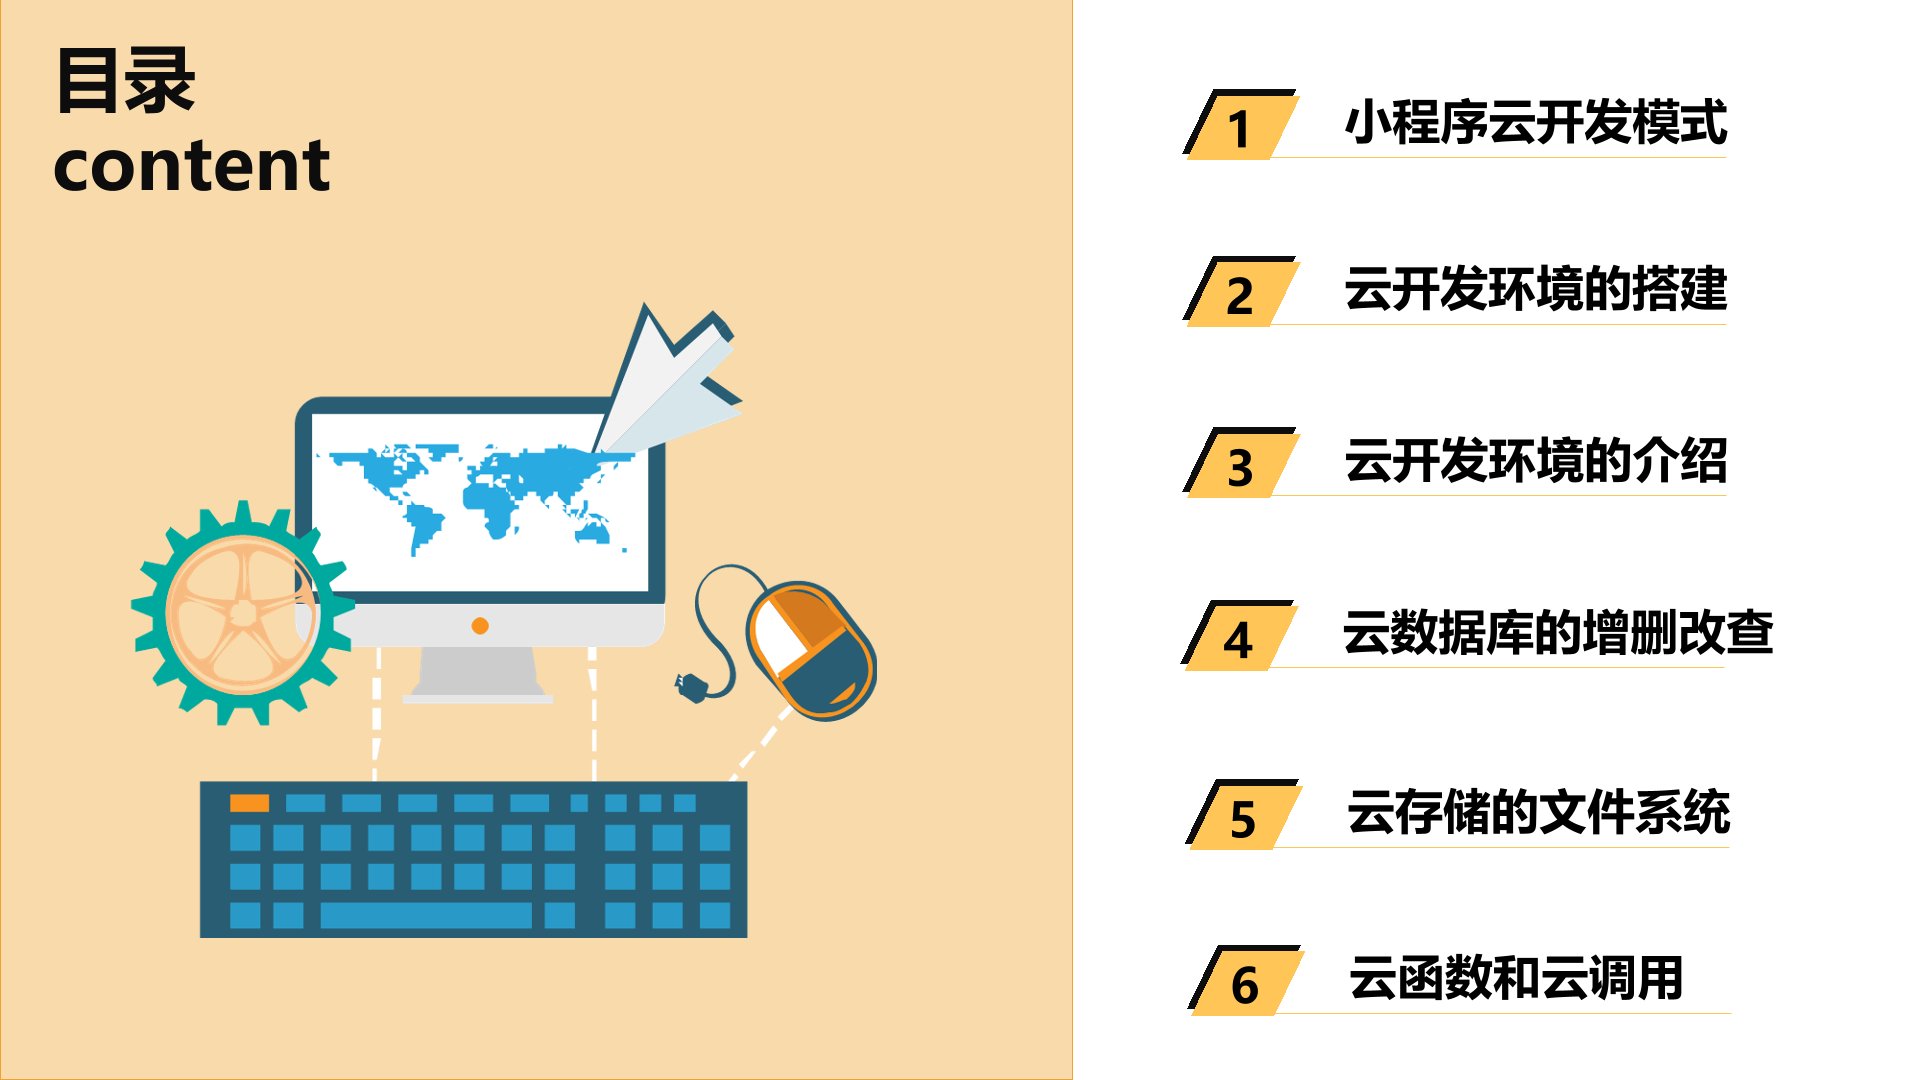 目录
content
1 小程序云开发模式
2 云开发环境的搭建
3 云开发环境的介绍
4 云数据库的增删改查
5 云存储的文件系统
6 云函数和云调用